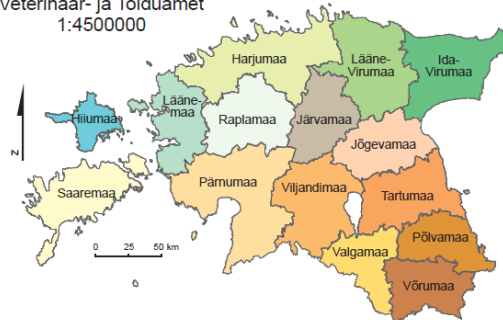 Veterinaar- ja Toiduamet
1:4500000
Harjumaa
Lääne-
Virumaa
Ida-
Virumaa
Hiiumaa
Lääne-
maa
Raplamaa
Järvamaa
Jõgevamaa
Saaremaa
Pärnumaa
Viljandimaa
Tartumaa
Valgamaa
Põlvamaa
Võrumaa
N
0 25 50 km